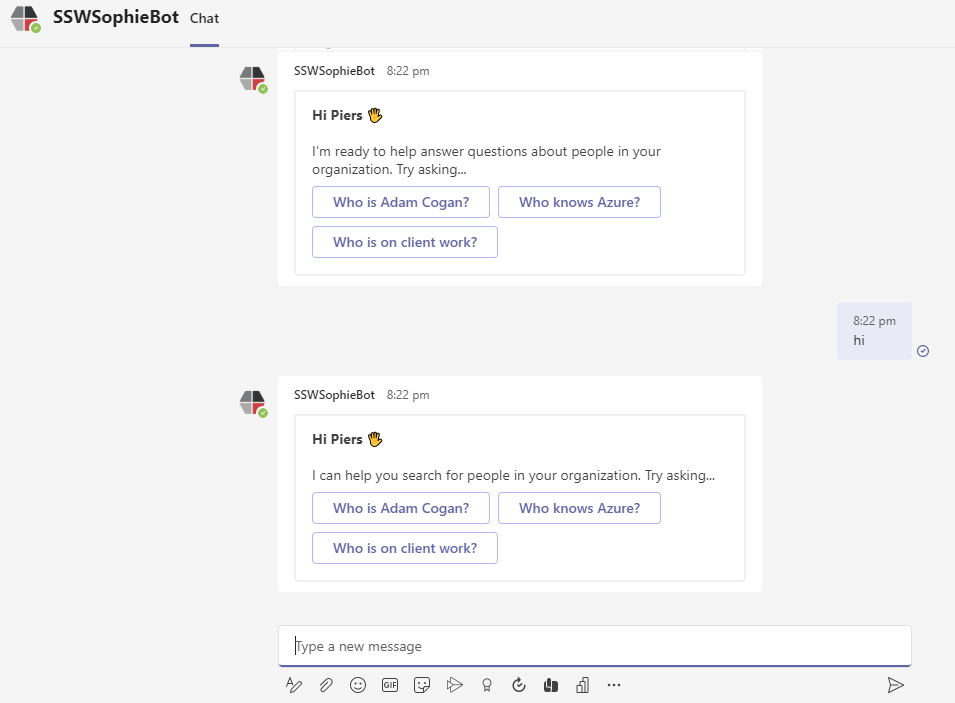 SSWSophieBot Chat
SSWSophieBot 8:22 pm
Hi Piers 👋
I'm ready to help answer questions about people in your
organization. Try asking...
Who is Adam Cogan? Who knows Azure?
Who is on client work?
8:22 pm
hi
SSWSophieBot 8:22 pm
Hi Piers 👋
I can help you search for people in your organization. Try asking...
Who is Adam Cogan? Who knows Azure?
Who is on client work?
Type a new message
GIF